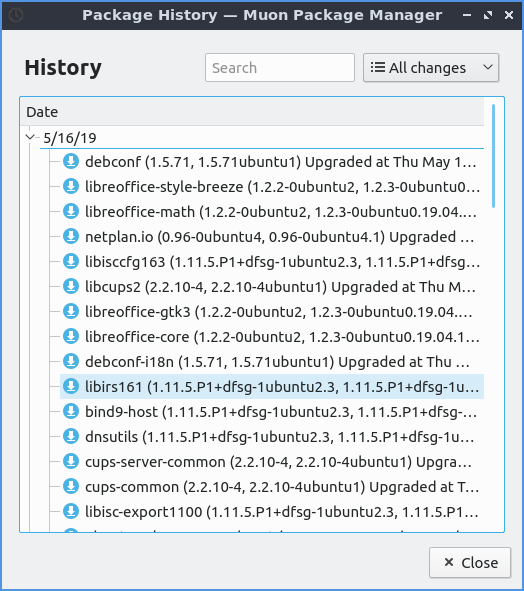 Package History — Muon Package Manager
History
Search
All changes
Date
5/16/19
debconf (1.5.71, 1.5.71ubuntu1) Upgraded at Thu May 1...
libreoffice-style-breeze (1.2.2-0ubuntu2, 1.2.3-0ubuntu0...
libreoffice-math (1.2.2-0ubuntu2, 1.2.3-0ubuntu0.19.04....
netplan.io (0.96-0ubuntu4, 0.96-0ubuntu4.1) Upgraded ...
libisccfg163 (1.11.5.P1+dfsg-1ubuntu2.3, 1.11.5.P1+dfsg...
libcups2 (2.2.10-4, 2.2.10-4ubuntu1) Upgraded at Thu M...
libreoffice-gtk3 (1.2.2-0ubuntu2, 1.2.3-0ubuntu0.19.04....
libreoffice-core (1.2.2-0ubuntu2, 1.2.3-0ubuntu0.19.04.1...
debconf-i18n (1.5.71, 1.5.71ubuntu1) Upgraded at Thu ...
libirs161 (1.11.5.P1+dfsg-1ubuntu2.3, 1.11.5.P1+dfsg-1u...
bind9-host (1.11.5.P1+dfsg-1ubuntu2.3, 1.11.5.P1+dfsg-...
dnsutils (1.11.5.P1+dfsg-1ubuntu2.3, 1.11.5.P1+dfsg-1u...
cups-server-common (2.2.10-4, 2.2.10-4ubuntu1) Upgra...
cups-common (2.2.10-4, 2.2.10-4ubuntu1) Upgraded at T...
libisc-export1100 (1.11.5.P1+dfsg-1ubuntu2.3, 1.11.5.P1...
Close